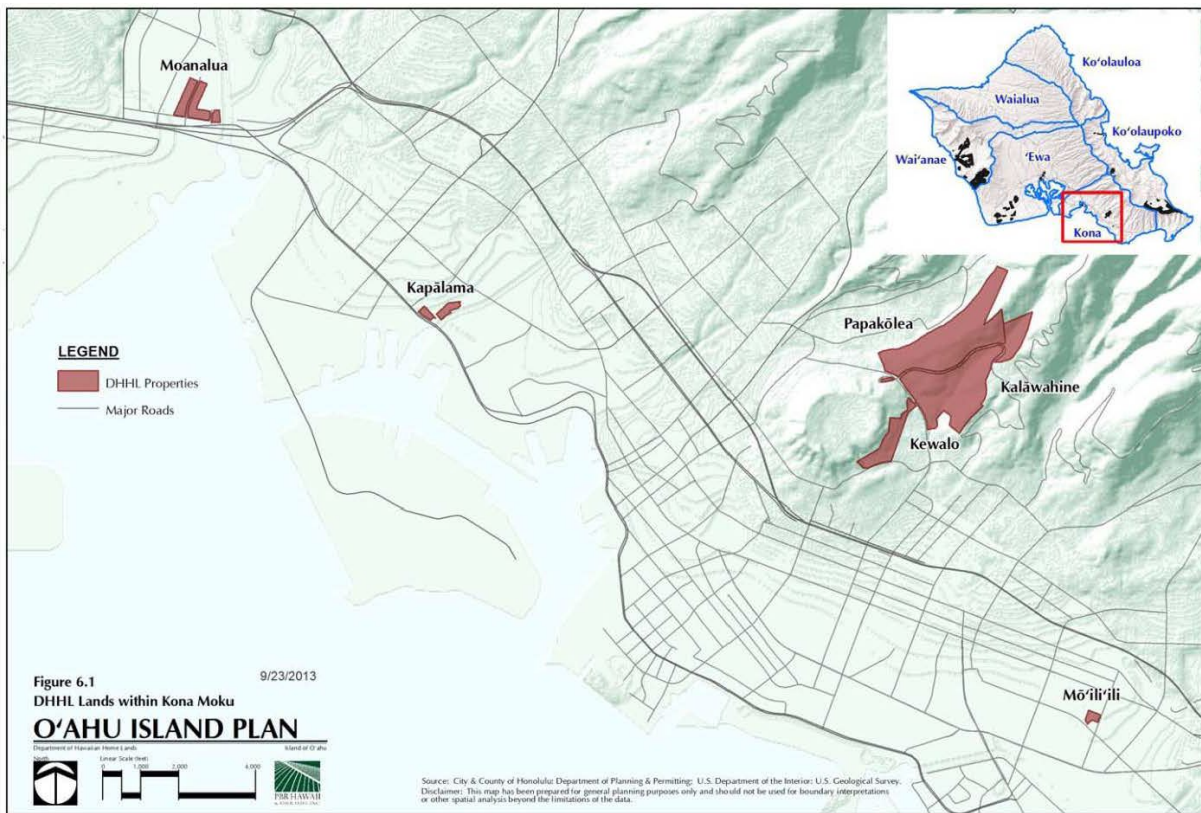 Moanalua
Koʻolauloa
Waialua
Koʻolaupoko
Waiʻanae
ʻEwa
Kona
Kapālama
Papakōlea
LEGEND
DHHL Properties
Major Roads
Kalāwahine
Kewalo
Mōʻiliʻili
Figure 6.1
9/23/2013
DHHL Lands within Kona Moku
OʻAHU ISLAND PLAN
Department of Hawaiian Home Lands
Island of Oʻahu
North
Linear Scale (feet)
0 1,000 2,000 4,000
PBR HAWAII
& ASSOCIATES, INC.
Source: City & County of Honolulu: Department of Planning & Permitting; U.S. Department of the Interior: U.S. Geological Survey.
Disclaimer: This map has been prepared for general planning purposes only and should not be used for boundary interpretations
or other spatial analysis beyond the limitations of the data.